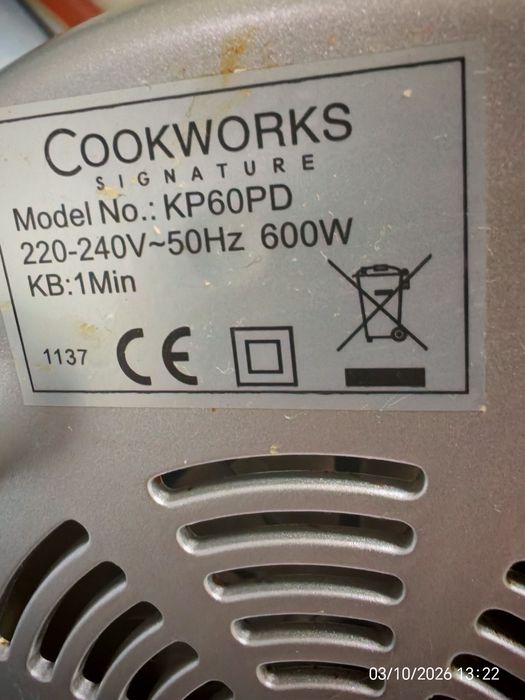 COOKWORKS
SIGNATURE
Model No.: KP60PD
220-240V~50Hz 600W
KB:1Min
1137 CE
03/10/2026 13:22